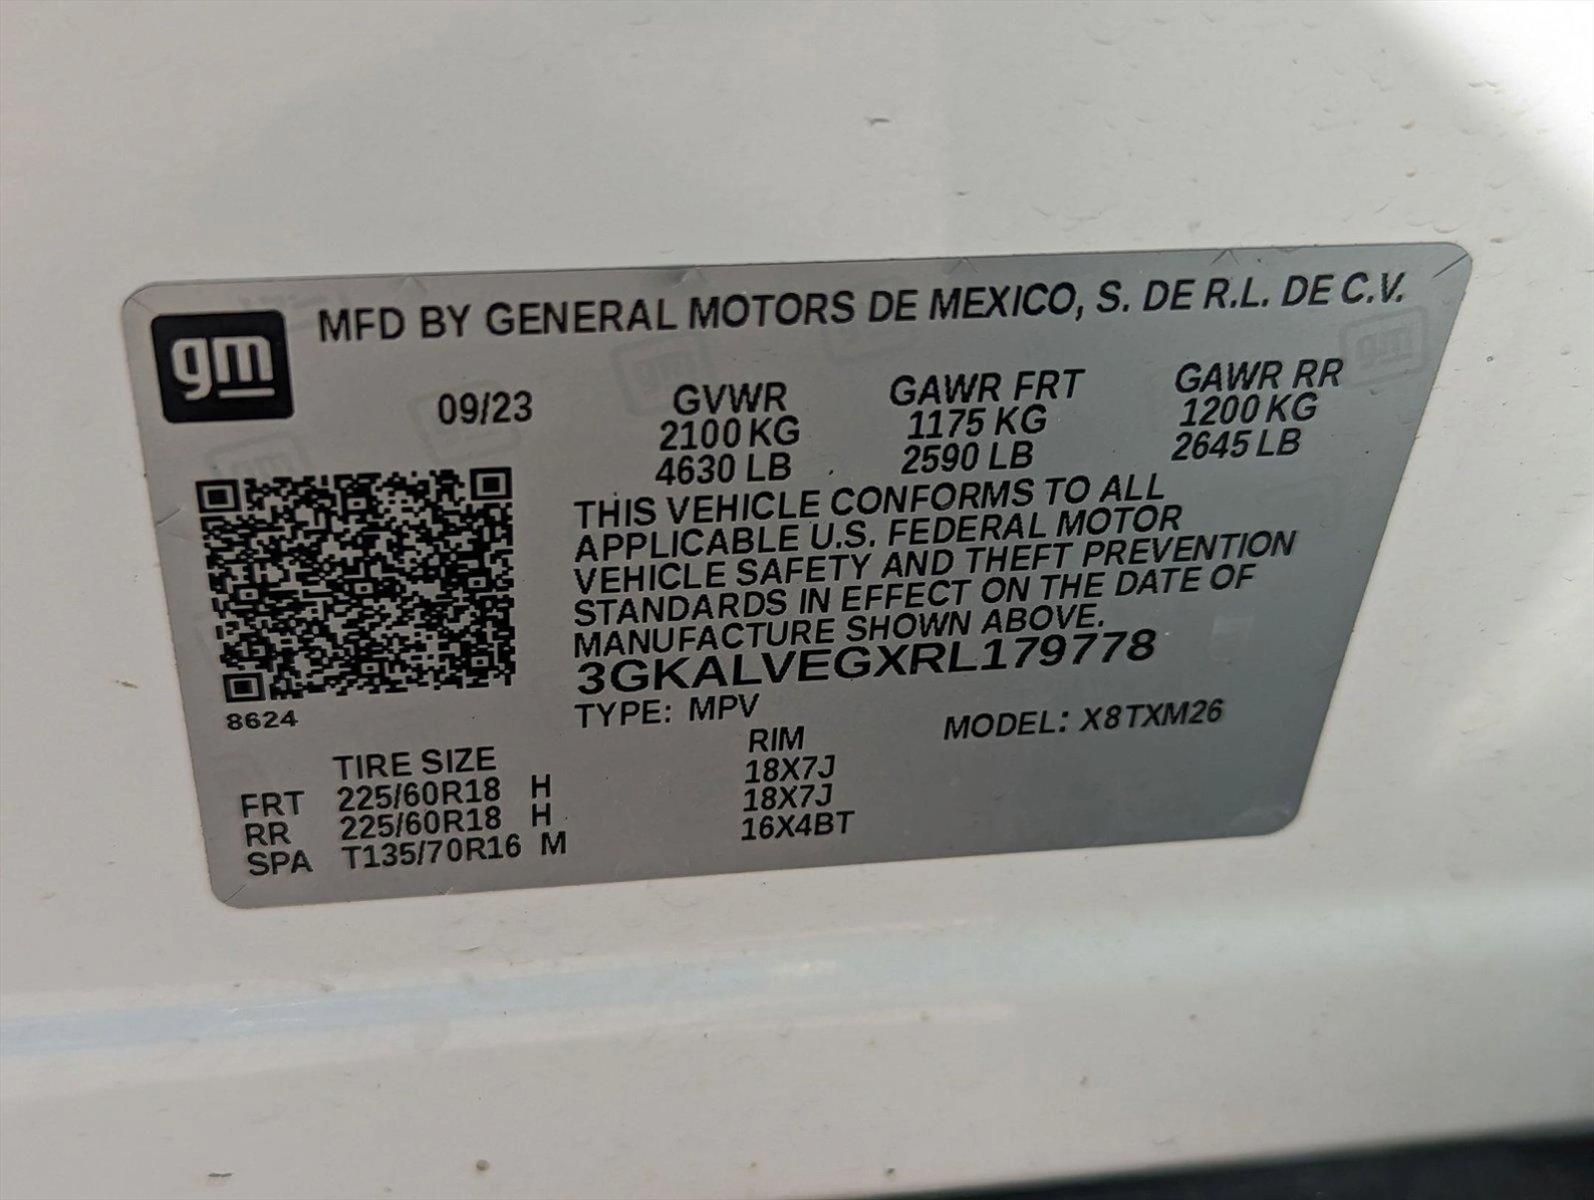 gm
MFD BY GENERAL MOTORS DE MEXICO, S. DE R.L. DE C.V.
09/23 GVWR GAWR FRT GAWR RR
2100 KG 1175 KG 1200 KG
4630 LB 2590 LB 2645 LB
THIS VEHICLE CONFORMS TO ALL
APPLICABLE U.S. FEDERAL MOTOR
VEHICLE SAFETY AND THEFT PREVENTION
STANDARDS IN EFFECT ON THE DATE OF
MANUFACTURE SHOWN ABOVE.
3GKALVEGXRL179778
8624
TYPE: MPV MODEL: X8TXM26
TIRE SIZE RIM
FRT 225/60R18 H 18X7J
RR 225/60R18 H 18X7J
SPA T135/70R16 M 16X4BT